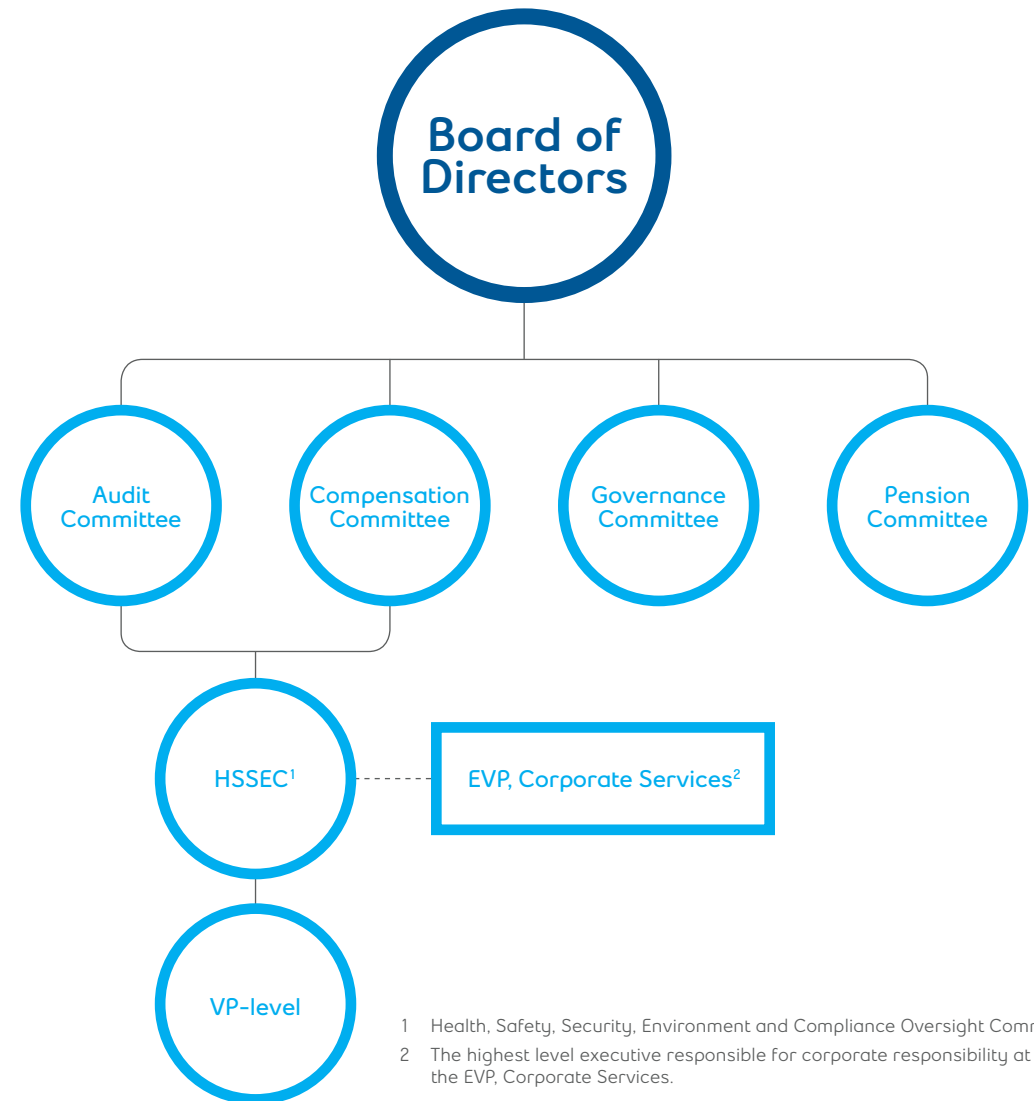 Board of
Directors
Audit
Committee
Compensation
Committee
Governance
Committee
Pension
Committee
HSSEC¹
EVP, Corporate Services²
VP-level
1 Health, Safety, Security, Environment and Compliance Oversight
2 The highest level executive responsible for corporate responsibility at
the EVP, Corporate Services.